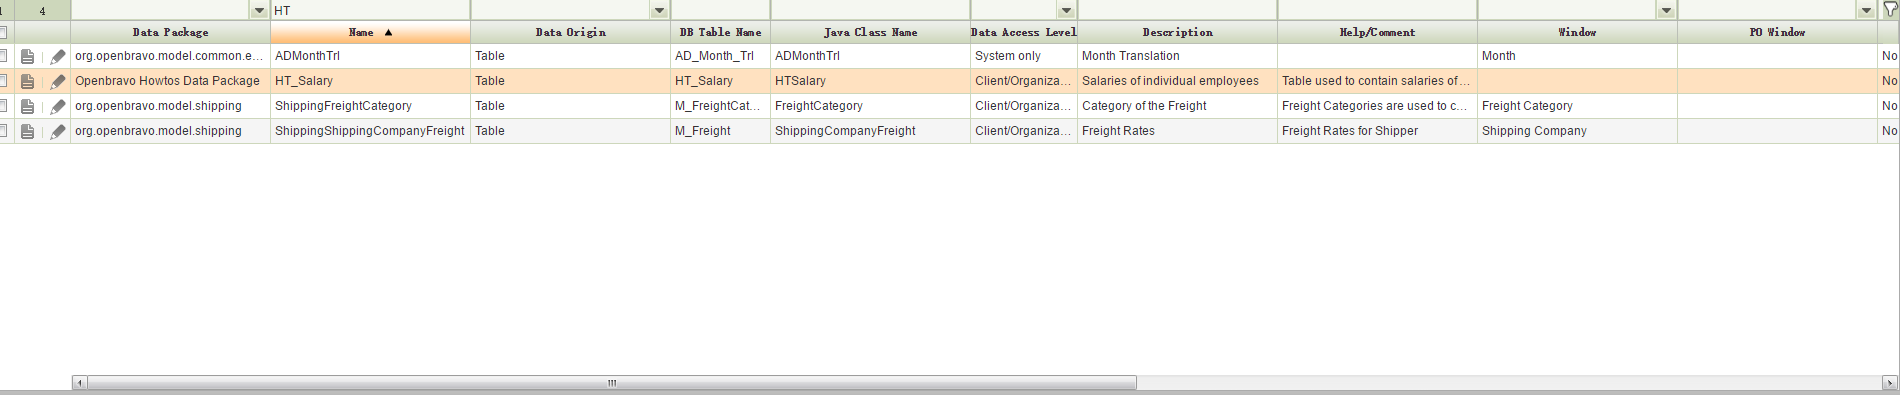 4 HT
Data Package Name Data Origin DB Table Name Java Class Name Data Access Level Description Help/Comment Window PO Window
org.openbravo.model.common.e... ADMonthTrl Table AD_Month_Trl ADMonthTrl System only Month Translation Month No
Openbravo Howtos Data Package HT_Salary Table HT_Salary HTSalary Client/Organiza... Salaries of individual employees Table used to contain salaries of ... No
org.openbravo.model.shipping ShippingFreightCategory Table M_FreightCat... FreightCategory Client/Organiza... Category of the Freight Freight Categories are used to c... Freight Category No
org.openbravo.model.shipping ShippingShippingCompanyFreight Table M_Freight ShippingCompanyFreight Client/Organiza... Freight Rates Freight Rates for Shipper Shipping Company No